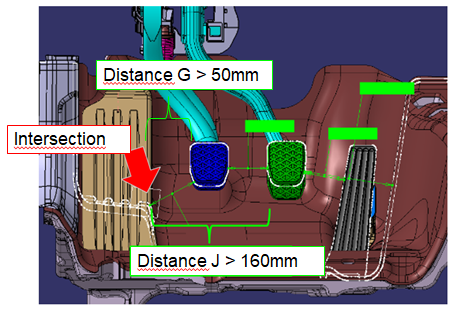 Distance G > 50mm
Intersection
Distance J > 160mm